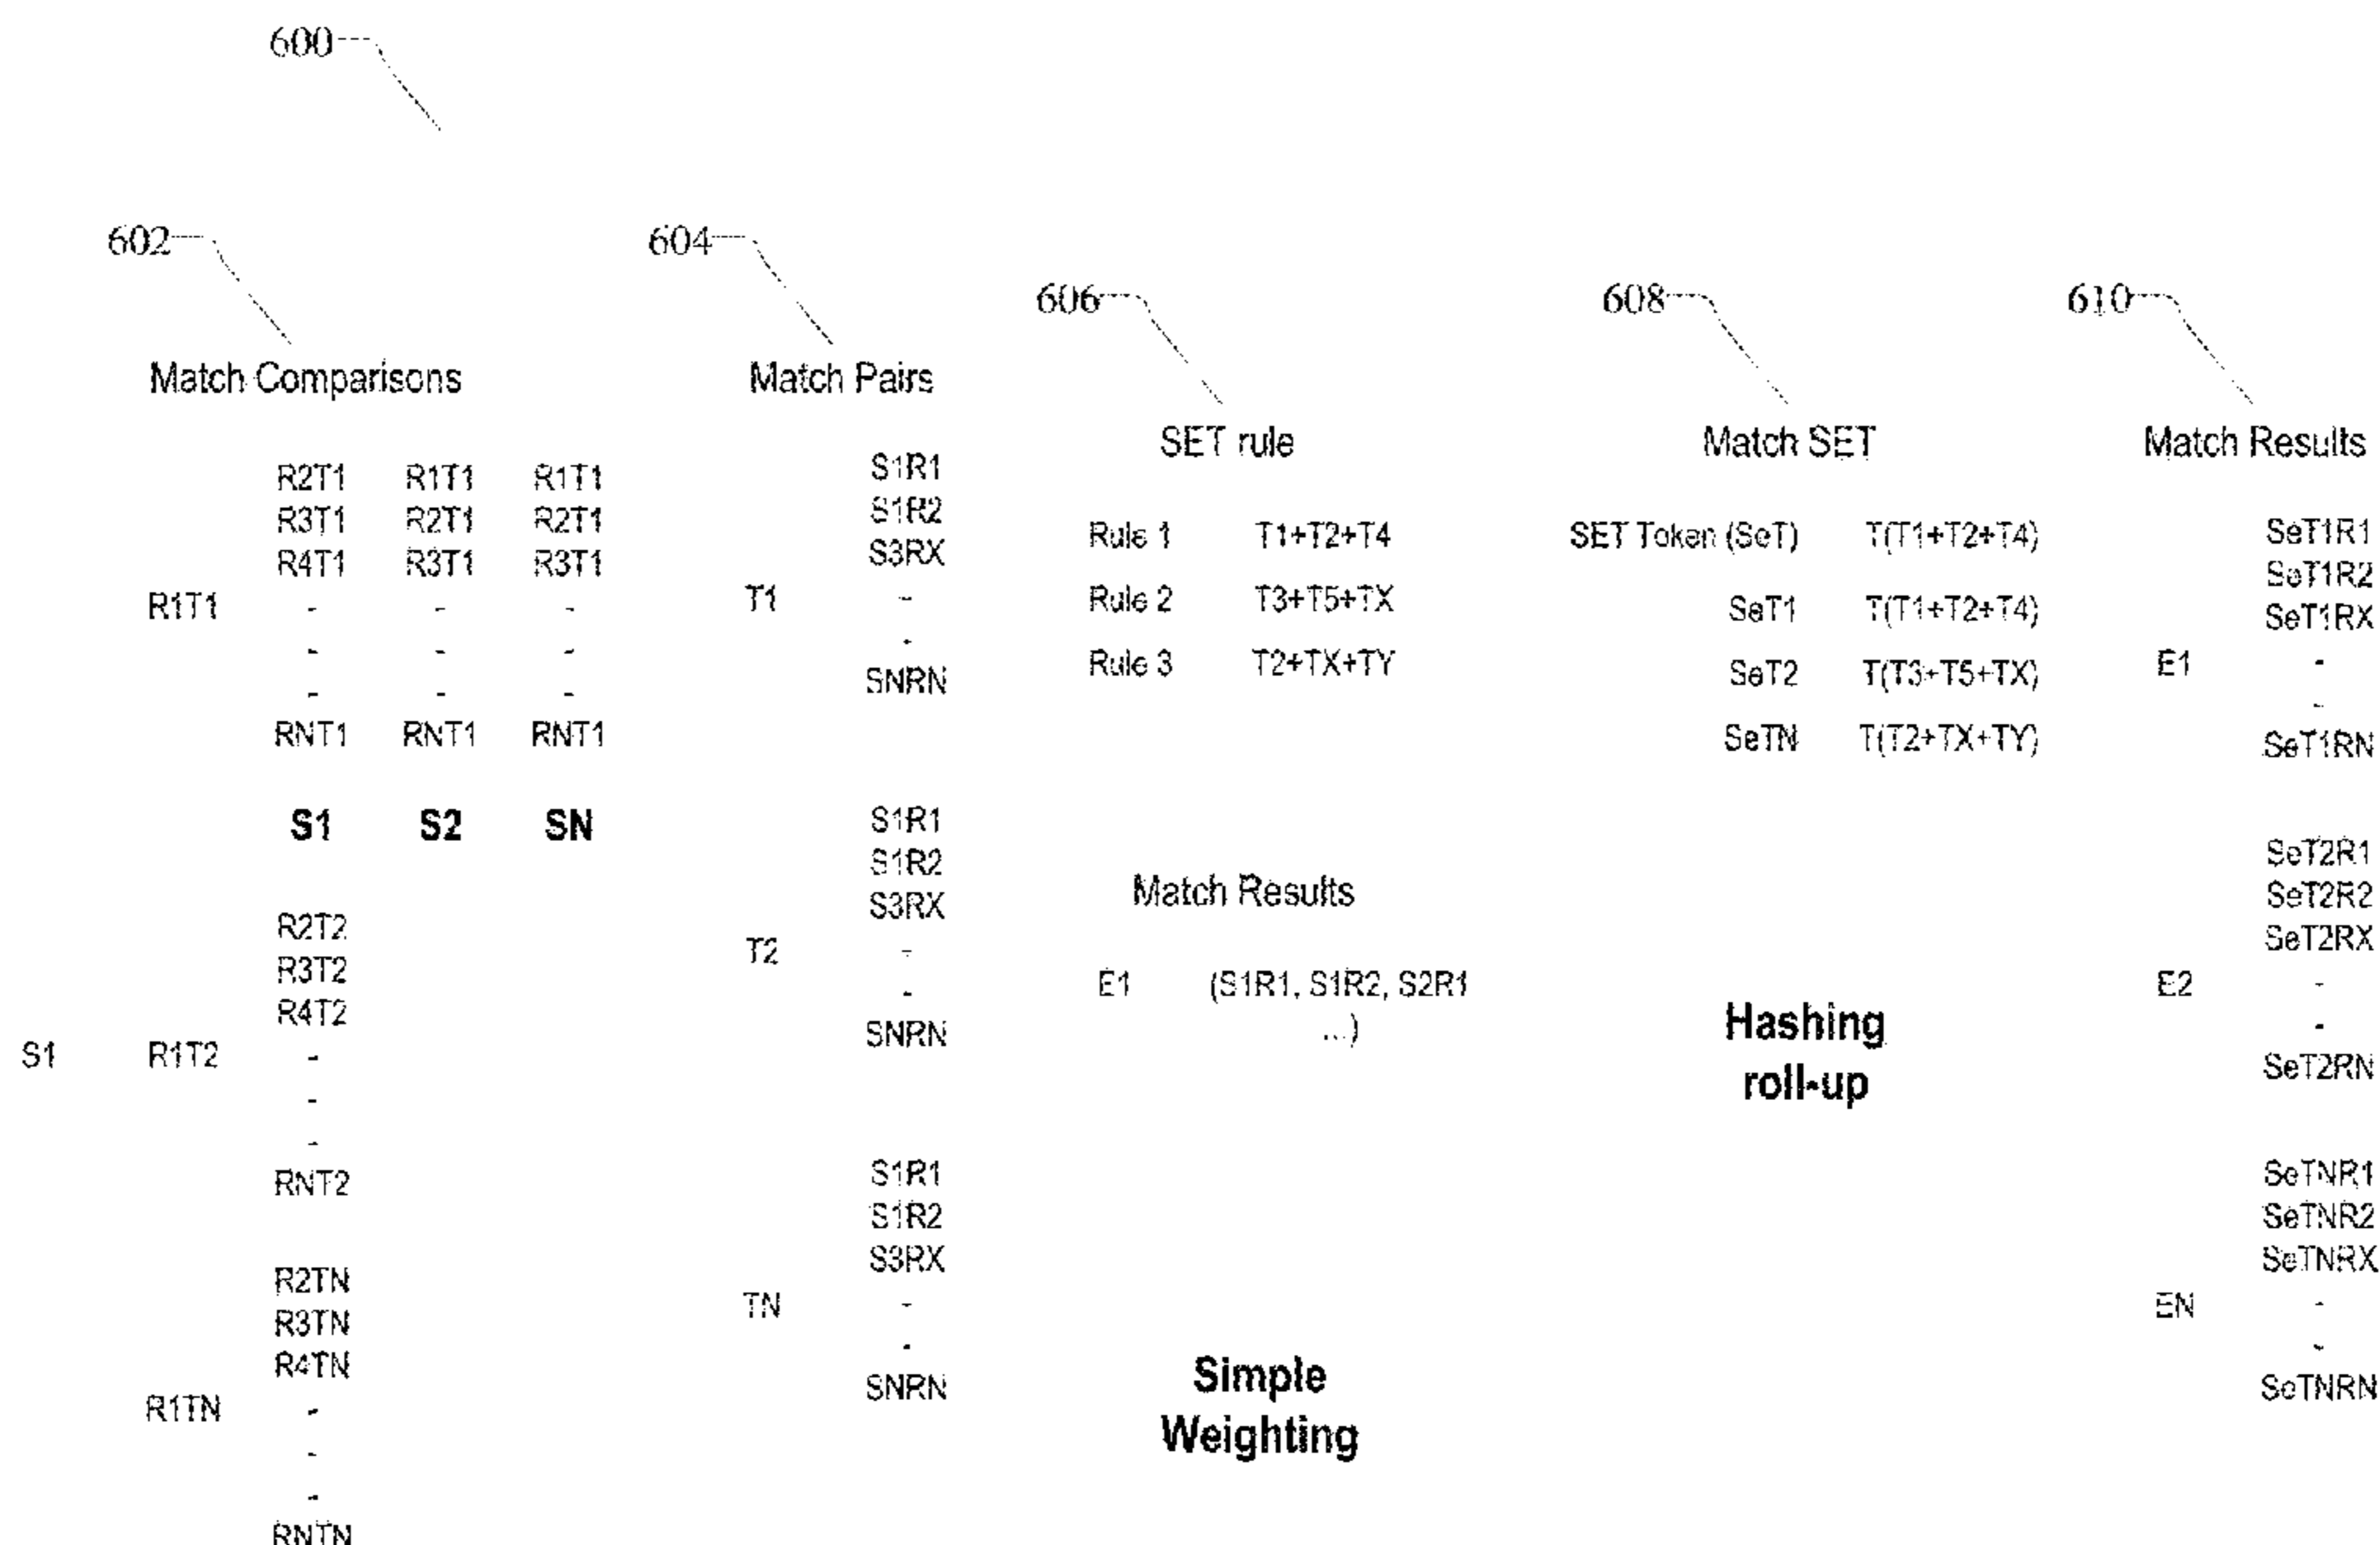 600
602
604
606
608
610
Match Comparisons
R2T1 R1T1 R1T1
R3T1 R2T1 R2T1
R4T1 R3T1 R3T1
R1T1 - - -
- - -
- - -
RNT1 RNT1 RNT1
S1 S2 SN
R2T2
R3T2
R4T2
S1 R1T2 -
-
-
RNT2
R2TN
R3TN
R4TN
R1TN -
-
-
RNTN
Match Pairs
S1R1
S1R2
S3RX
T1 -
-
SNRN
S1R1
S1R2
S3RX
T2 -
-
SNRN
S1R1
S1R2
S3RX
TN -
-
SNRN
SET rule
Rule 1 T1+T2+T4
Rule 2 T3+T5+TX
Rule 3 T2+TX+TY
Match Results
E1 (S1R1, S1R2, S2R1
...)
Simple
Weighting
Match SET
SET Token (SeT) T(T1+T2+T4)
SeT1 T(T1+T2+T4)
SeT2 T(T3+T5+TX)
SeTN T(T2+TX+TY)
Hashing
roll-up
Match Results
SeT1R1
SeT1R2
SeT1RX
E1 -
-
SeT1RN
SeT2R1
SeT2R2
SeT2RX
E2 -
-
SeT2RN
SeTNR1
SeTNR2
SeTNRX
EN -
-
SeTNRN